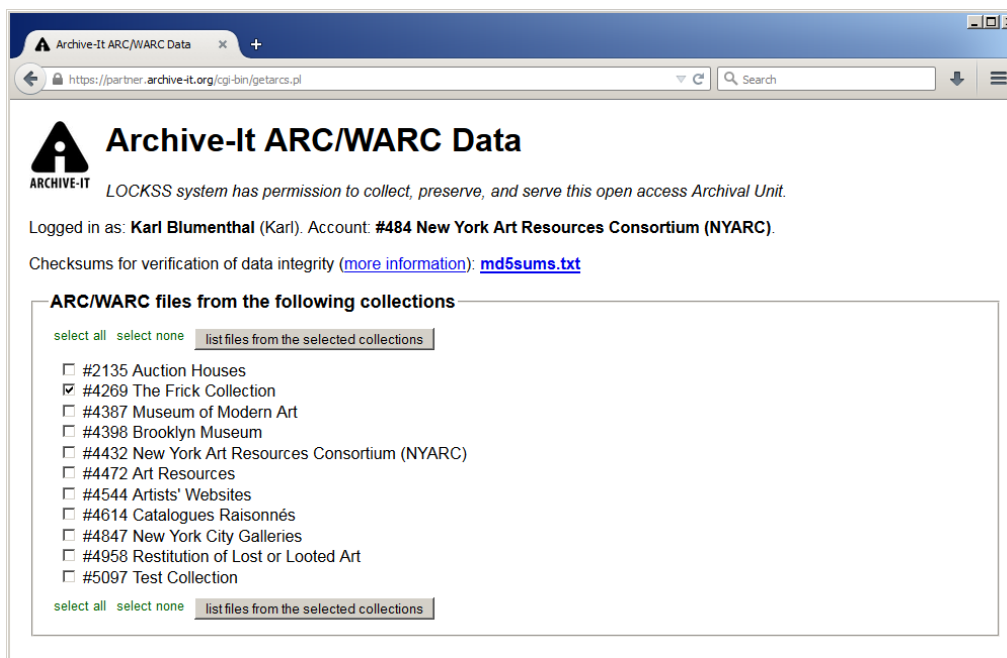 Archive-It ARC/WARC Data × +
https://partner.archive-it.org/cgi-bin/getarcs.pl Search
Archive-It ARC/WARC Data
ARCHIVE-IT
LOCKSS system has permission to collect, preserve, and serve this open access Archival Unit.
Logged in as: Karl Blumenthal (Karl). Account: #484 New York Art Resources Consortium (NYARC).
Checksums for verification of data integrity (more information): md5sums.txt
ARC/WARC files from the following collections
select all select none list files from the selected collections
#2135 Auction Houses
#4269 The Frick Collection
#4387 Museum of Modern Art
#4398 Brooklyn Museum
#4432 New York Art Resources Consortium (NYARC)
#4472 Art Resources
#4544 Artists' Websites
#4614 Catalogues Raisonnés
#4847 New York City Galleries
#4958 Restitution of Lost or Looted Art
#5097 Test Collection
select all select none list files from the selected collections